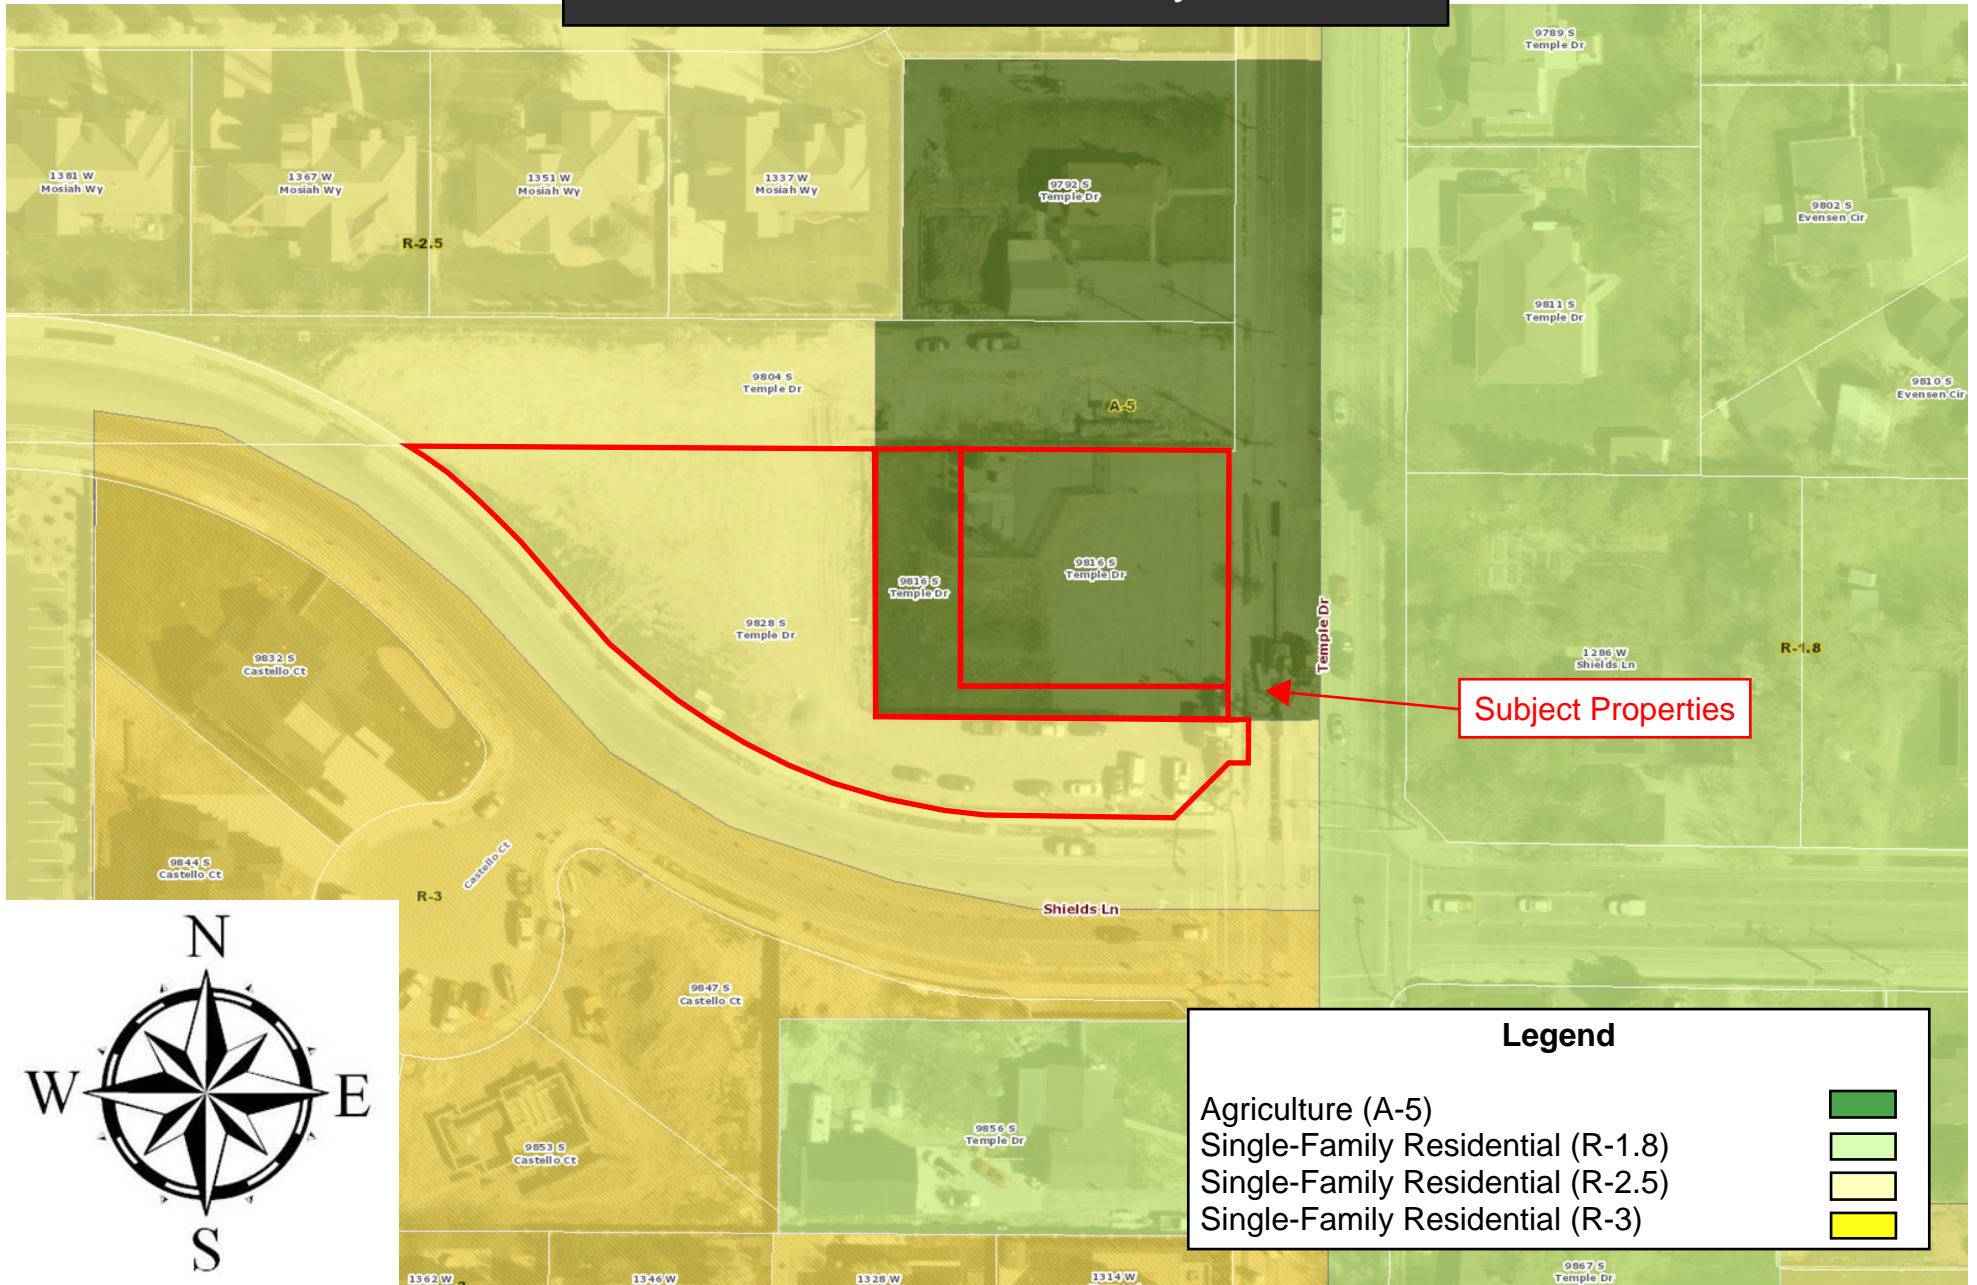 9789 S
Temple Dr
1381 W
Mosiah Wy
1367 W
Mosiah Wy
1351 W
Mosiah Wy
1337 W
Mosiah Wy
9792 S
Temple Dr
9802 S
Evensen Cir
R-2.5
9811 S
Temple Dr
9804 S
Temple Dr
A-5
9810 S
Evensen Cir
9816 S
Temple Dr
9816 S
Temple Dr
9828 S
Temple Dr
Temple Dr
1286 W
Shields Ln
R-1.8
9832 S
Castello Ct
Subject Properties
9844 S
Castello Ct
Castello Ct
R-3
Shields Ln
N
W
E
S
9847 S
Castello Ct
9856 S
Temple Dr
9853 S
Castello Ct
Legend
Agriculture (A-5)
Single-Family Residential (R-1.8)
Single-Family Residential (R-2.5)
Single-Family Residential (R-3)
1362 W
1346 W
1328 W
1314 W
9867 S
Temple Dr